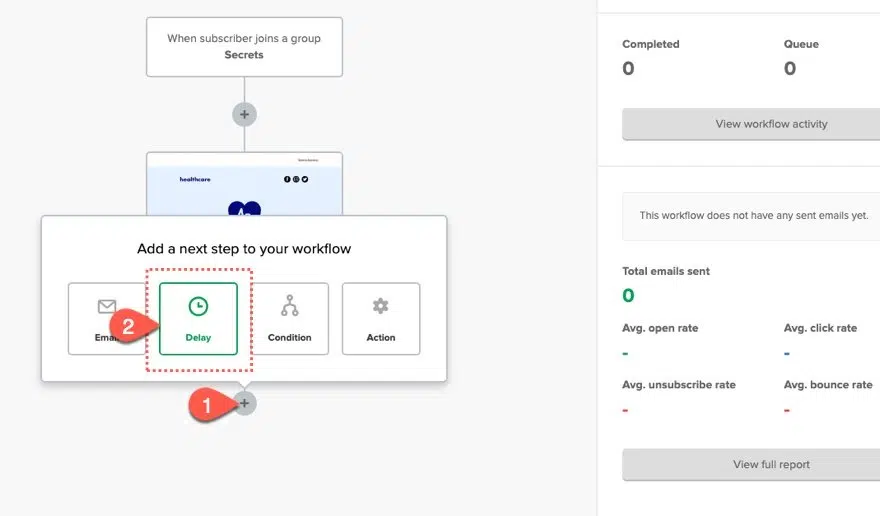 When subscriber joins a group
Secrets
+
healthcare
Add a next step to your workflow
Email
Delay
Condition
Action
2
1
+
Completed
Queue
0
0
View workflow activity
This workflow does not have any sent emails yet.
Total emails sent
0
Avg. open rate
Avg. click rate
-
-
Avg. unsubscribe rate
Avg. bounce rate
-
-
View full report